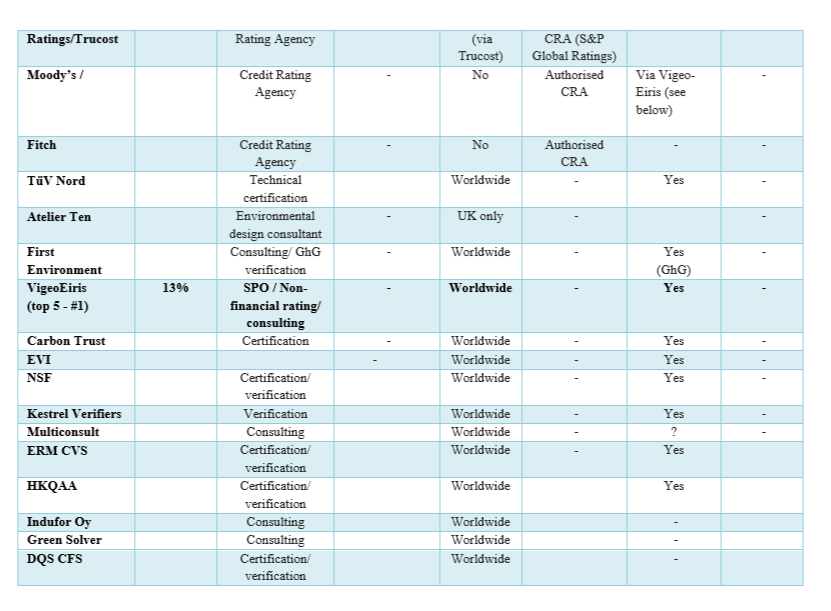 Ratings/Trucost Rating Agency (via CRA (S&P
Trucost) Global Ratings)
Moody's / Credit Rating - No Authorised Via Vigeo- -
Agency CRA Eiris (see
below)
Fitch Credit Rating - No Authorised - -
Agency CRA
TüV Nord Technical Worldwide - Yes -
certification
Atelier Ten Environmental - UK only - -
design consultant
First Consulting/ GhG - Worldwide Yes -
Environment verification (GhG)
VigeoEiris 13% SPO / Non- - Worldwide - Yes -
(top 5 - #1) financial rating/
consulting
Carbon Trust Certification - Worldwide - Yes -
EVI - Worldwide - Yes -
NSF Certification/ Worldwide - Yes -
verification
Kestrel Verifiers Verification Worldwide - Yes -
Multiconsult Consulting Worldwide - ? -
ERM CVS Certification/ Worldwide - Yes
verification
HKQAA Certification/ Worldwide Yes
verification
Indufor Oy Consulting Worldwide -
Green Solver Consulting Worldwide -
DQS CFS Certification/ Worldwide -
verification